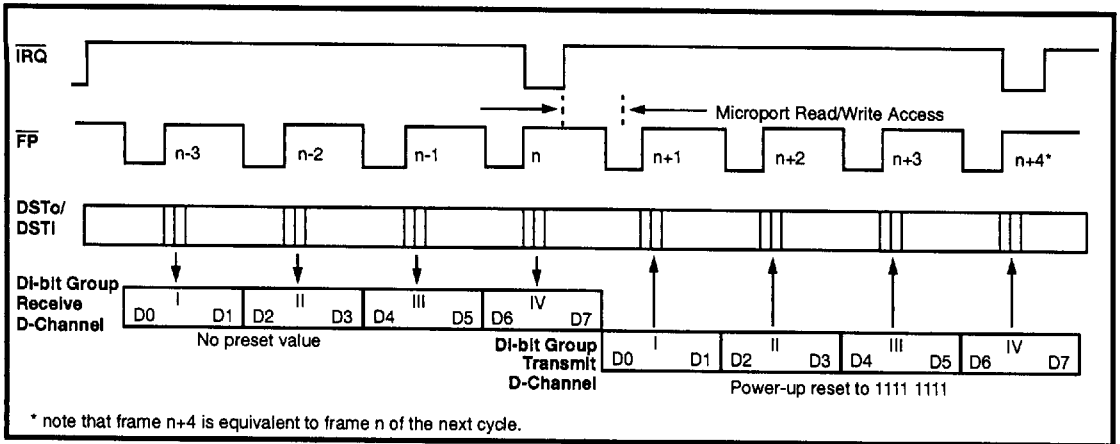 IRQ
Microport Read/Write Access
FP
n-3 n-2 n-1 n n+1 n+2 n+3 n+4*
DSTo/
DSTI
Di-bit Group
Receive
D-Channel
I II III IV
D0 D1 D2 D3 D4 D5 D6 D7
No preset value
Di-bit Group
Transmit
D-Channel
I II III IV
D0 D1 D2 D3 D4 D5 D6 D7
Power-up reset to 1111 1111
* note that frame n+4 is equivalent to frame n of the next cycle.